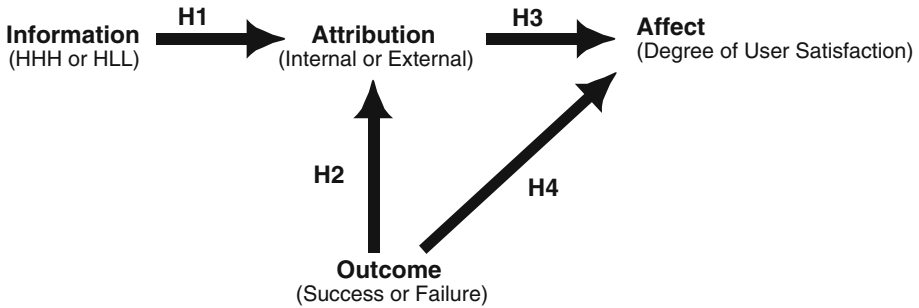 H1
Information
(HHH or HLL)
Attribution
(Internal or External)
H3
Affect
(Degree of User Satisfaction)
H2
H4
Outcome
(Success or Failure)